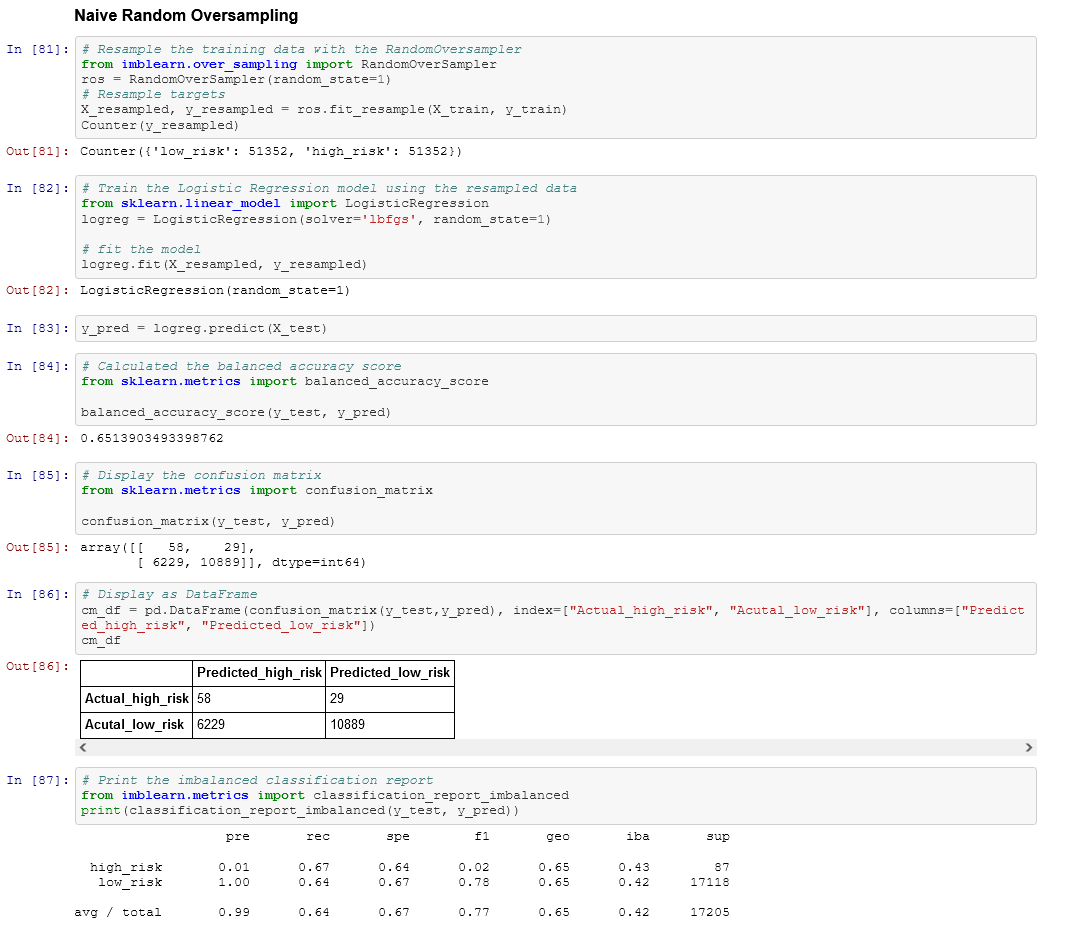 Naive Random Oversampling
In [81]: # Resample the training data with the RandomOversampler
from imblearn.over_sampling import RandomOverSampler
ros = RandomOverSampler(random_state=1)
# Resample targets
X_resampled, y_resampled = ros.fit_resample(X_train, y_train)
Counter(y_resampled)
Out[81]: Counter({'low_risk': 51352, 'high_risk': 51352})
In [82]: # Train the Logistic Regression model using the resampled data
from sklearn.linear_model import LogisticRegression
logreg = LogisticRegression(solver='lbfgs', random_state=1)
# fit the model
logreg.fit(X_resampled, y_resampled)
Out[82]: LogisticRegression(random_state=1)
In [83]: y_pred = logreg.predict(X_test)
In [84]: # Calculated the balanced accuracy score
from sklearn.metrics import balanced_accuracy_score
balanced_accuracy_score(y_test, y_pred)
Out[84]: 0.6513903493398762
In [85]: # Display the confusion matrix
from sklearn.metrics import confusion_matrix
confusion_matrix(y_test, y_pred)
Out[85]: array([[   58,    29],
       [ 6229, 10889]], dtype=int64)
In [86]: # Display as DataFrame
cm_df = pd.DataFrame(confusion_matrix(y_test,y_pred), index=["Actual_high_risk", "Acutal_low_risk"], columns=["Predict
ed_high_risk", "Predicted_low_risk"])
cm_df
Out[86]:
Predicted_high_risk Predicted_low_risk
Actual_high_risk 58 29
Acutal_low_risk 6229 10889
In [87]: # Print the imbalanced classification report
from imblearn.metrics import classification_report_imbalanced
print(classification_report_imbalanced(y_test, y_pred))
pre rec spe f1 geo iba sup
high_risk 0.01 0.67 0.64 0.02 0.65 0.43 87
low_risk 1.00 0.64 0.67 0.78 0.65 0.42 17118
avg / total 0.99 0.64 0.67 0.77 0.65 0.42 17205